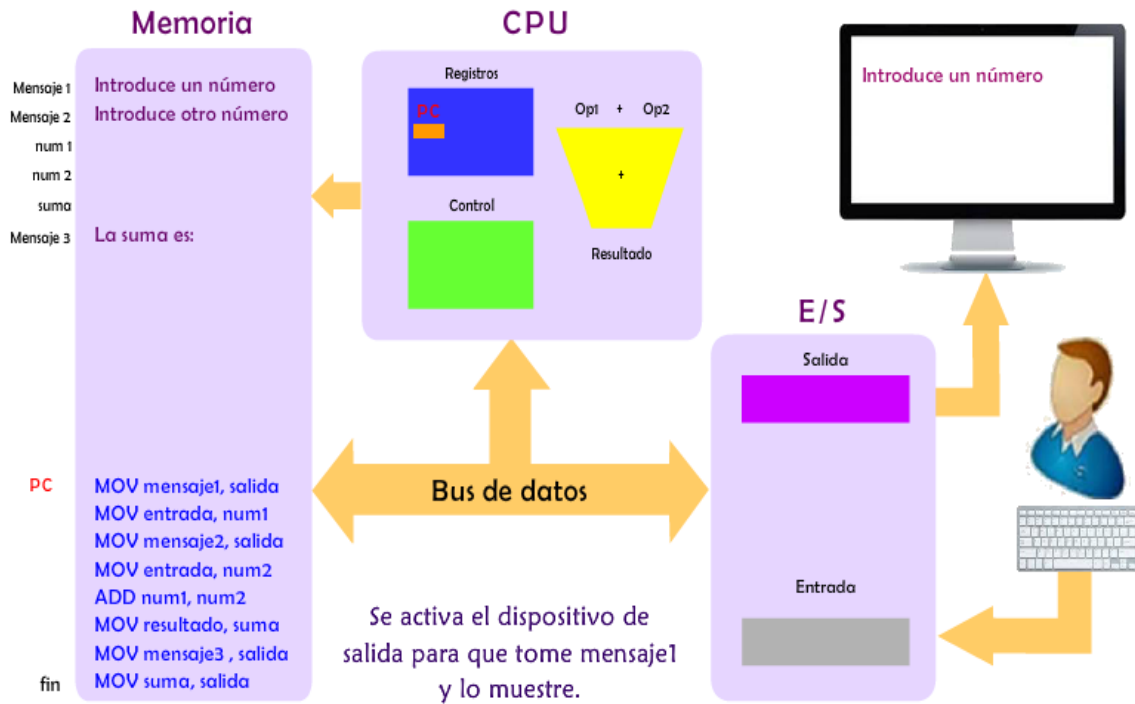 Memoria
Mensaje 1
Introduce un número
Mensaje 2
Introduce otro número
num 1
num 2
suma
Mensaje 3
La suma es:
PC
MOV mensaje1, salida
MOV entrada, num1
MOV mensaje2, salida
MOV entrada, num2
ADD num1, num2
MOV resultado, suma
MOV mensaje3 , salida
fin
MOV suma, salida
CPU
Registros
PC
Op1 + Op2
+
Control
Resultado
Bus de datos
Se activa el dispositivo de
salida para que tome mensaje1
y lo muestre.
Introduce un número
E/S
Salida
Entrada